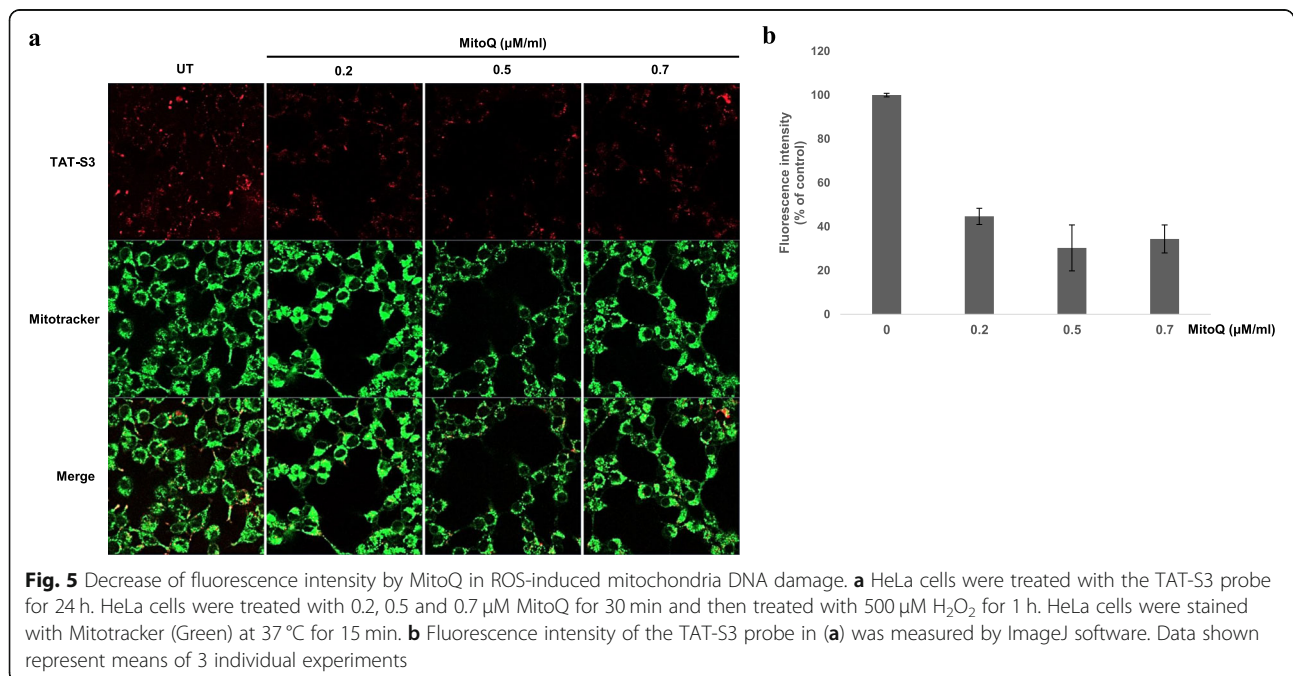 a
MitoQ (µM/ml)
UT 0.2 0.5 0.7
TAT-S3
Mitotracker
Merge
b
Fluorescence intensity
(% of control)
120
100
80
60
40
20
0
0 0.2 0.5 0.7 MitoQ (µM/ml)
Fig. 5 Decrease of fluorescence intensity by MitoQ in ROS-induced mitochondria DNA damage. a HeLa cells were treated with the TAT-S3 probe
for 24 h. HeLa cells were treated with 0.2, 0.5 and 0.7 µM MitoQ for 30 min and then treated with 500 µM H₂O₂ for 1 h. HeLa cells were stained
with Mitotracker (Green) at 37 °C for 15 min. b Fluorescence intensity of the TAT-S3 probe in (a) was measured by ImageJ software. Data shown
represent means of 3 individual experiments